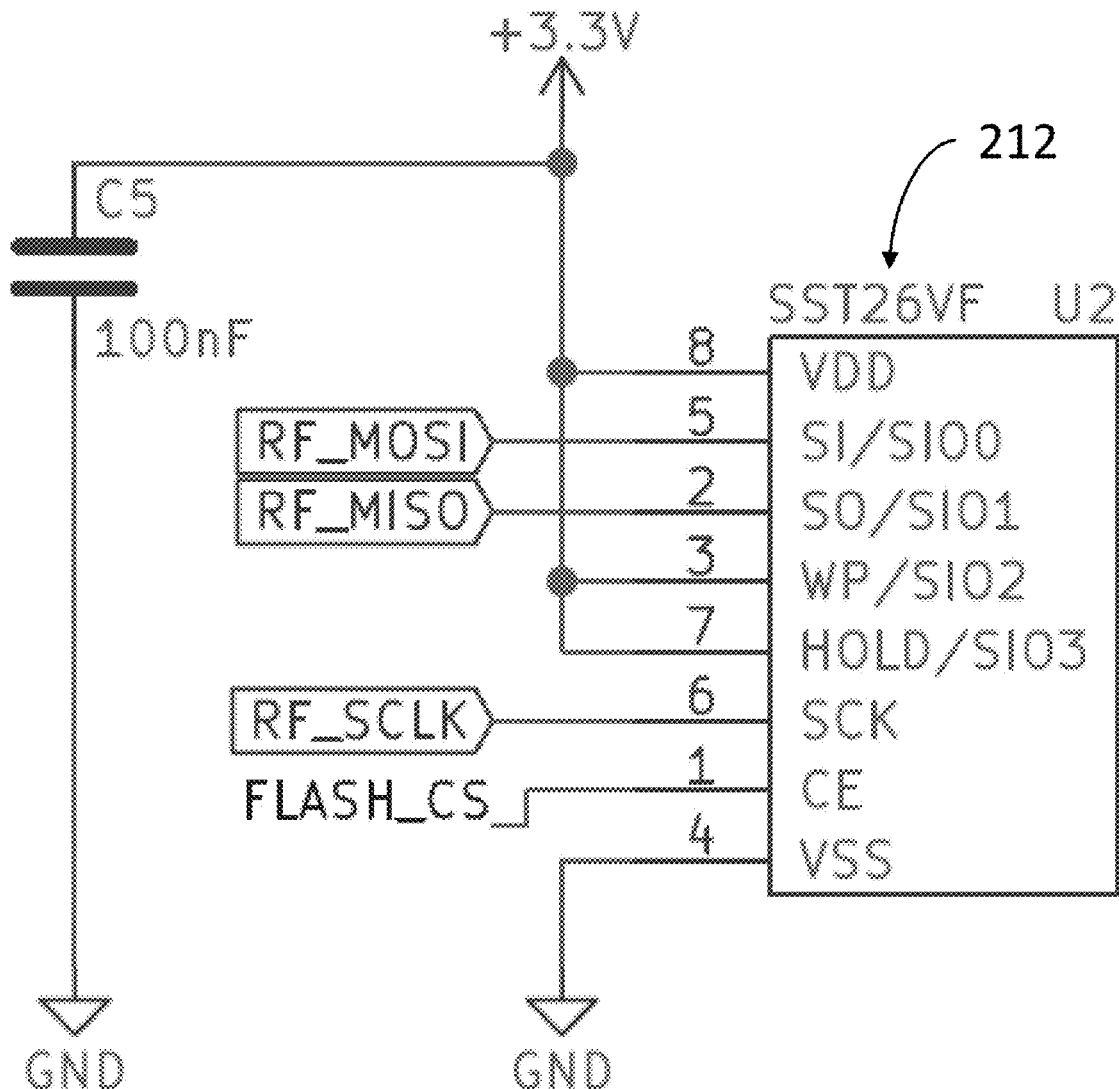 +3.3V
212
C5
100nF
SST26VF U2
8 VDD
RF_MOSI 5 SI/SIO0
RF_MISO 2 SO/SIO1
3 WP/SIO2
7 HOLD/SIO3
RF_SCLK 6 SCK
FLASH_CS_ 1 CE
4 VSS
GND GND